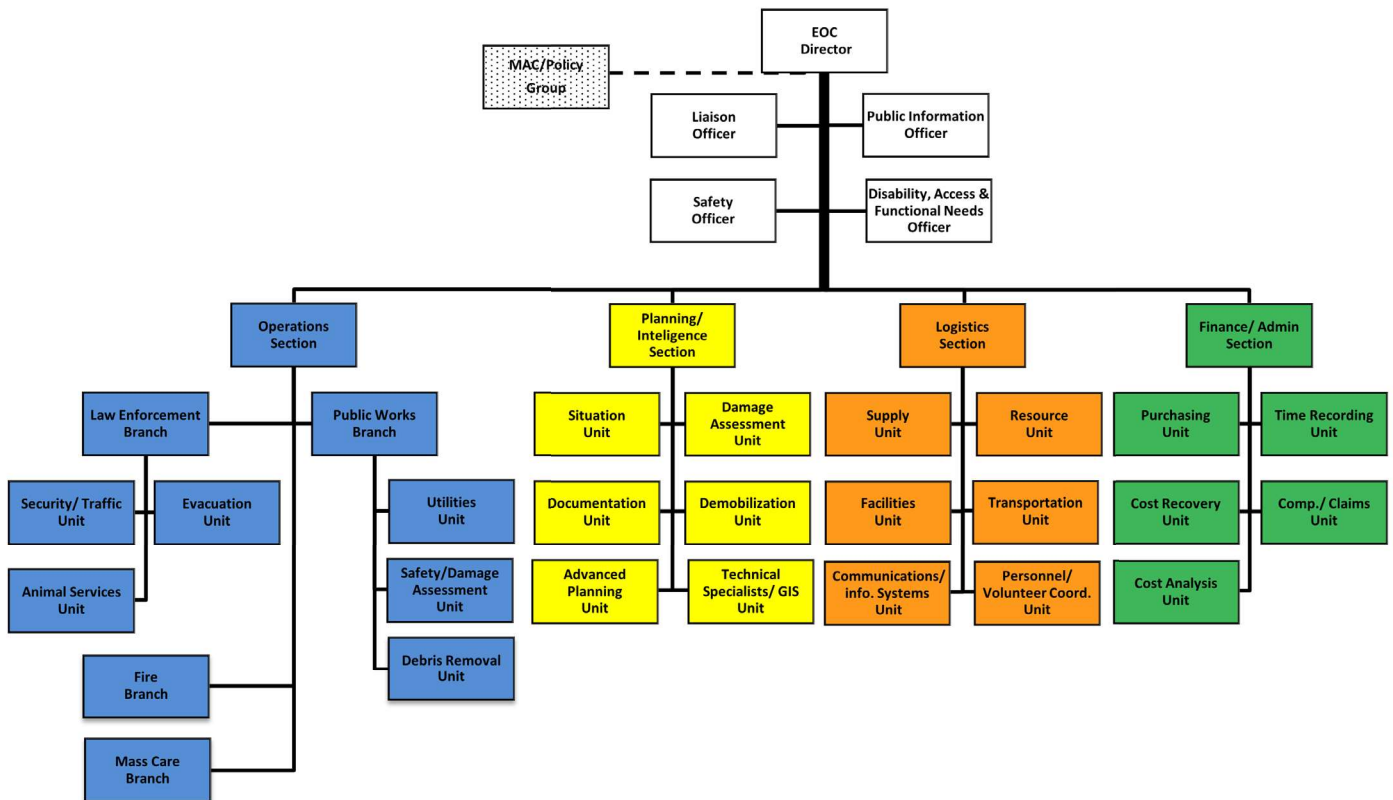 EOC
Director
MAC/Policy
Group
Liaison
Officer
Public Information
Officer
Safety
Officer
Disability, Access &
Functional Needs
Officer
Operations
Section
Planning/
Inteligence
Section
Logistics
Section
Finance/ Admin
Section
Law Enforcement
Branch
Public Works
Branch
Security/ Traffic
Unit
Evacuation
Unit
Animal Services
Unit
Utilities
Unit
Safety/Damage
Assessment
Unit
Debris Removal
Unit
Fire
Branch
Mass Care
Branch
Situation
Unit
Damage
Assessment
Unit
Documentation
Unit
Demobilization
Unit
Advanced
Planning
Unit
Technical
Specialists/ GIS
Unit
Supply
Unit
Resource
Unit
Facilities
Unit
Transportation
Unit
Communications/
info. Systems
Unit
Personnel/
Volunteer Coord.
Unit
Purchasing
Unit
Time Recording
Unit
Cost Recovery
Unit
Comp./ Claims
Unit
Cost Analysis
Unit